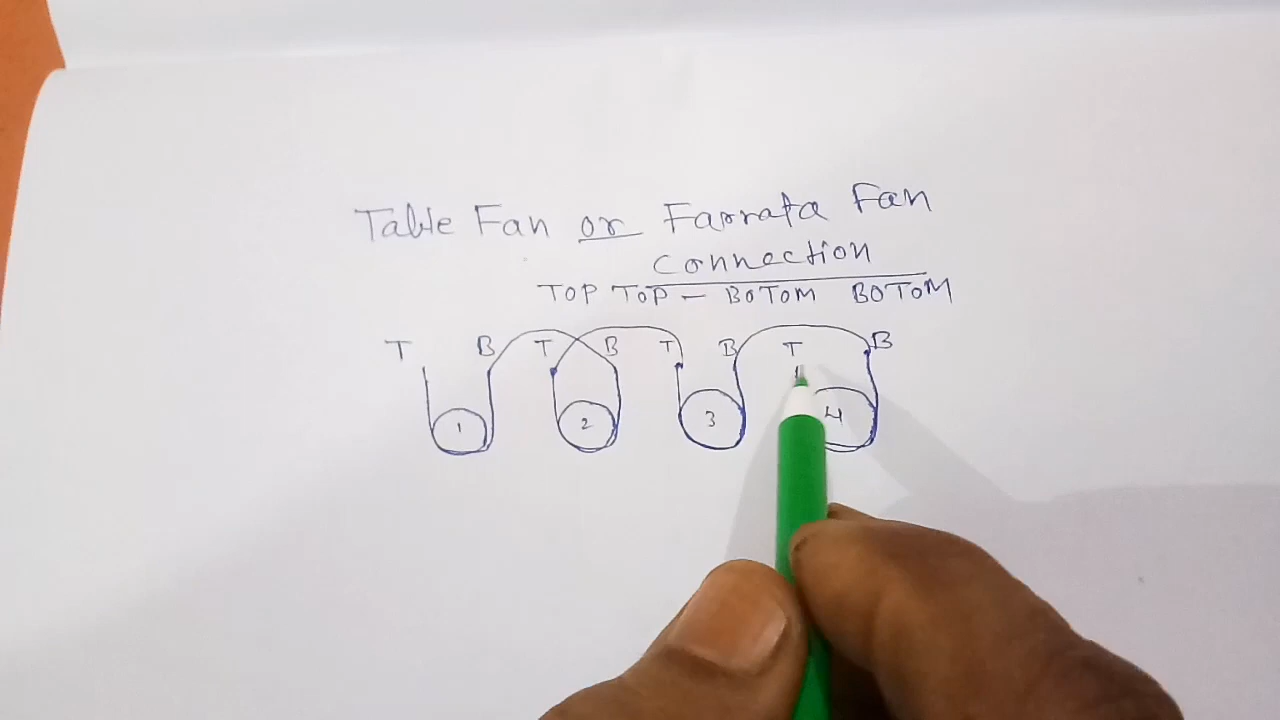 Table Fan or Farrata Fan
Connection
TOP TOP - BOTOM BOTOM
T B T B T B T B
1 2 3 4